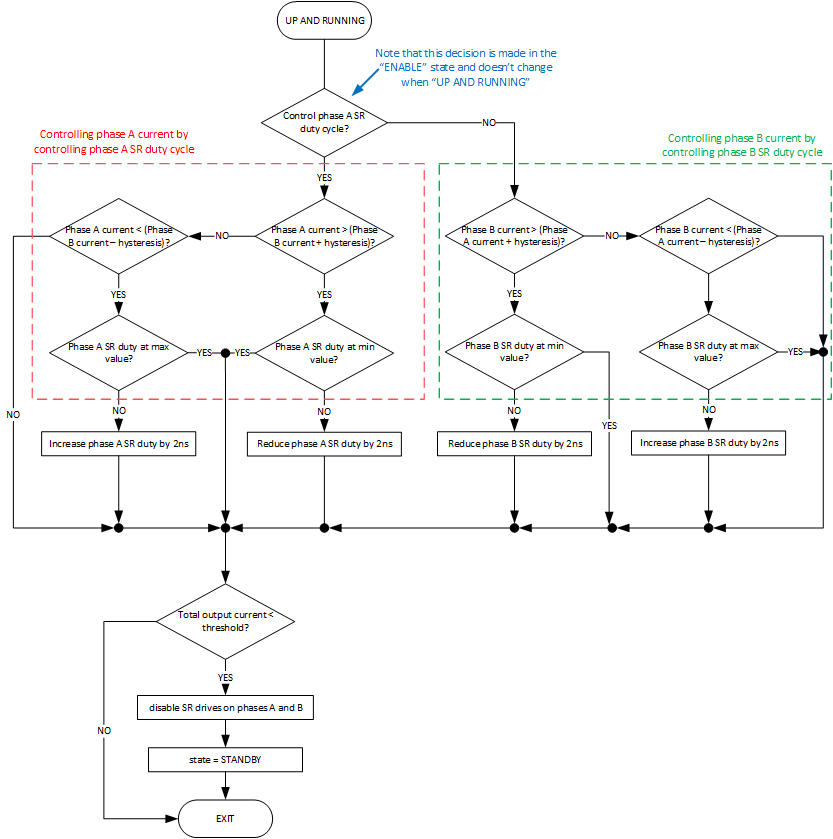 UP AND RUNNING
Note that this decision is made in the
“ENABLE” state and doesn’t change
when “UP AND RUNNING”
Control phase A SR
duty cycle?
NO
YES
Controlling phase A current by
controlling phase A SR duty cycle
Controlling phase B current by
controlling phase B SR duty cycle
Phase A current < (Phase
B current – hysteresis)?
NO
Phase A current > (Phase
B current + hysteresis)?
Phase B current > (Phase
A current + hysteresis)?
NO
Phase B current < (Phase
A current – hysteresis)?
YES
YES
YES
Phase A SR duty at max
value?
YES
YES
Phase A SR duty at min
value?
Phase B SR duty at min
value?
Phase B SR duty at max
value?
YES
NO
NO
NO
NO
NO
YES
Increase phase A SR duty by 2ns
Reduce phase A SR duty by 2ns
Reduce phase B SR duty by 2ns
Increase phase B SR duty by 2ns
Total output current <
threshold?
YES
NO
disable SR drives on phases A and B
state = STANDBY
EXIT